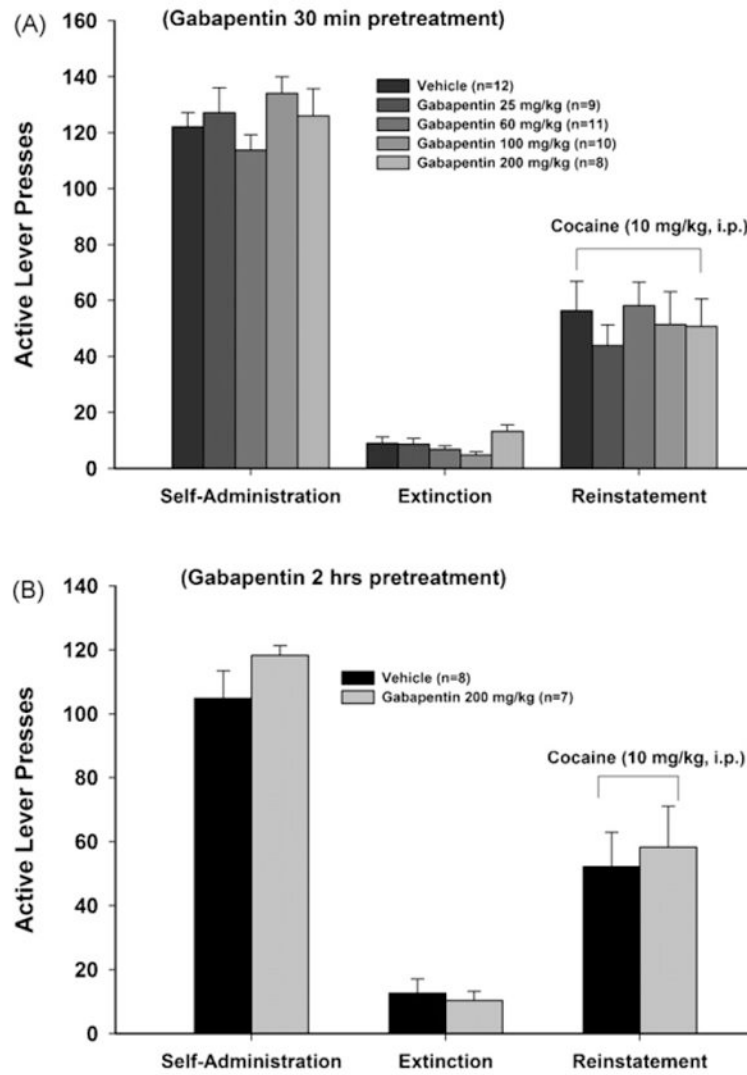 (A)
(Gabapentin 30 min pretreatment)
160
140
120
100
80
60
40
20
0
Active Lever Presses
Vehicle (n=12)
Gabapentin 25 mg/kg (n=9)
Gabapentin 60 mg/kg (n=11)
Gabapentin 100 mg/kg (n=10)
Gabapentin 200 mg/kg (n=8)
Cocaine (10 mg/kg, i.p.)
Self-Administration Extinction Reinstatement
(B)
(Gabapentin 2 hrs pretreatment)
140
120
100
80
60
40
20
0
Active Lever Presses
Vehicle (n=8)
Gabapentin 200 mg/kg (n=7)
Cocaine (10 mg/kg, i.p.)
Self-Administration Extinction Reinstatement